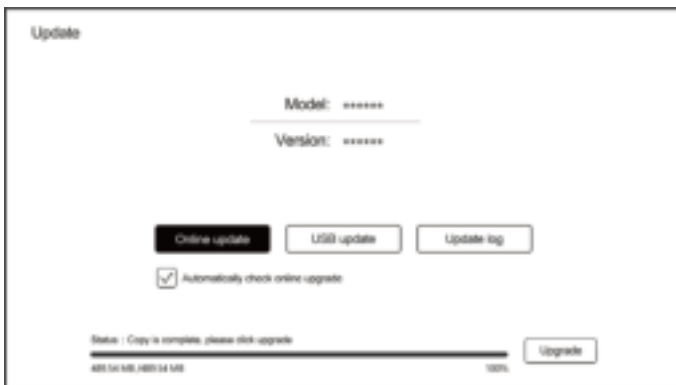 Update
Model: ******
Version: ******
Online update USB update Update log
Automatically check online upgrade
Status : Copy is complete, please click upgrade
Upgrade
100%